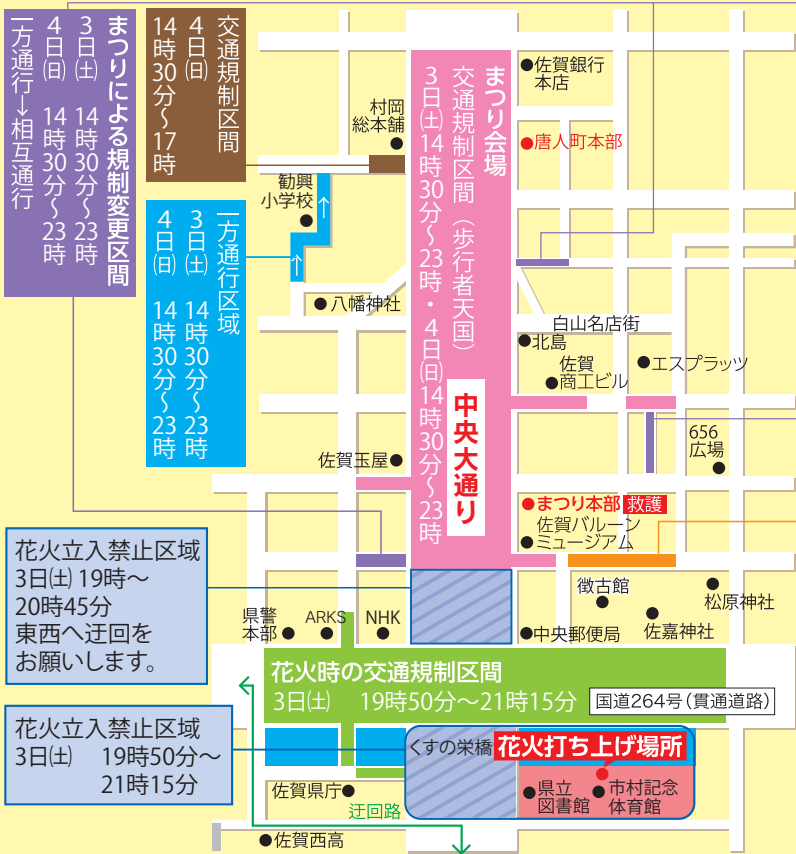 まつりによる規制変更区間
3日㈯ 14時30分～23時
4日㈰ 14時30分～23時
一方通行→相互通行
交通規制区間
4日㈰
14時30分～17時
一方通行区域
3日㈯ 14時30分～23時
4日㈰ 14時30分～23時
まつり会場
交通規制区間（歩行者天国）
3日㈯14時30分～23時・4日㈰14時30分～23時
中央大通り
佐賀銀行
本店
唐人町本部
村岡
総本舗
勧興
小学校
八幡神社
白山名店街
北島
佐賀
商工ビル
エスプラッツ
656
広場
佐賀玉屋
まつり本部 救護
佐賀バルーン
ミュージアム
徴古館
松原神社
佐嘉神社
中央郵便局
県警
本部
ARKS
NHK
花火立入禁止区域
3日㈯ 19時～
20時45分
東西へ迂回を
お願いします。
花火時の交通規制区間
3日㈯ 19時50分～21時15分
国道264号(貫通道路)
花火立入禁止区域
3日㈯ 19時50分～
21時15分
くすの栄橋
花火打ち上げ場所
県立
図書館
市村記念
体育館
佐賀県庁
迂回路
佐賀西高